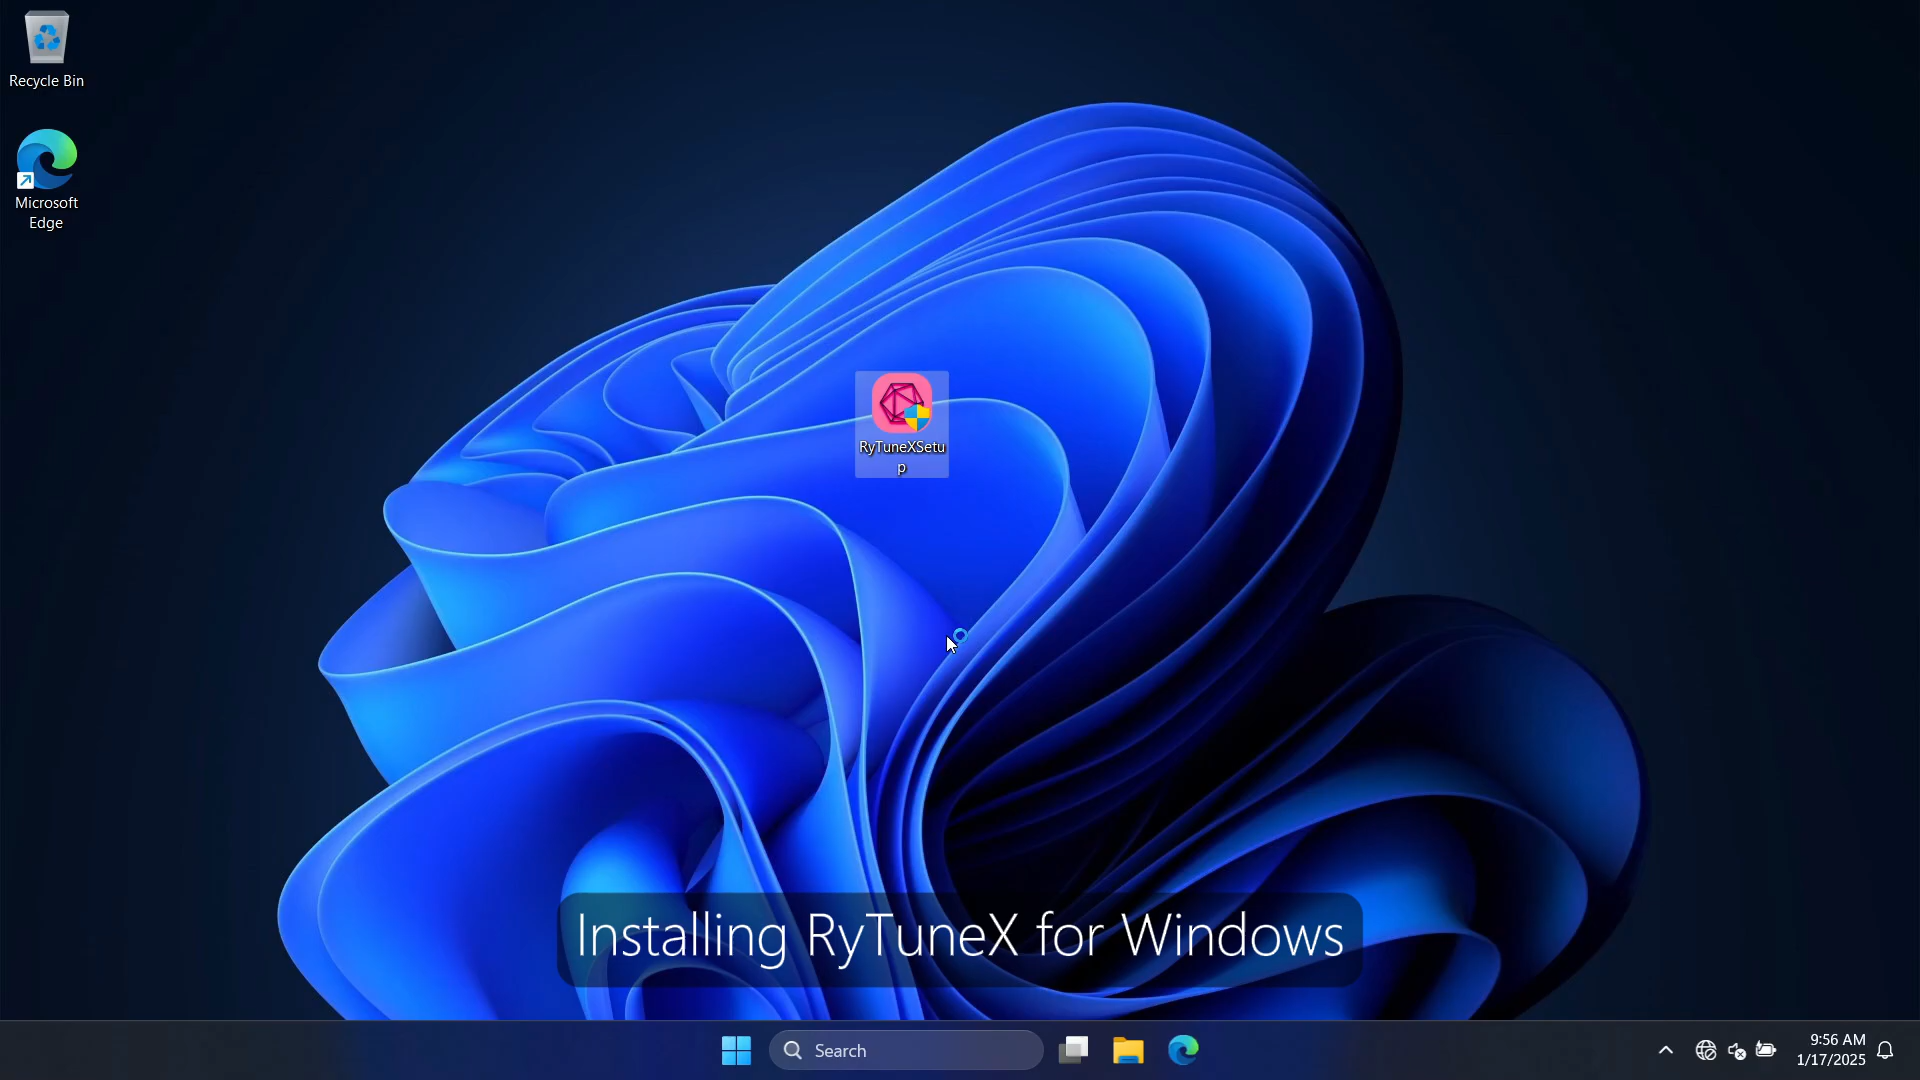 Recycle Bin
Microsoft
Edge
RyTuneXSetu
p
Installing RyTuneX for Windows
Search
9:56 AM
1/17/2025